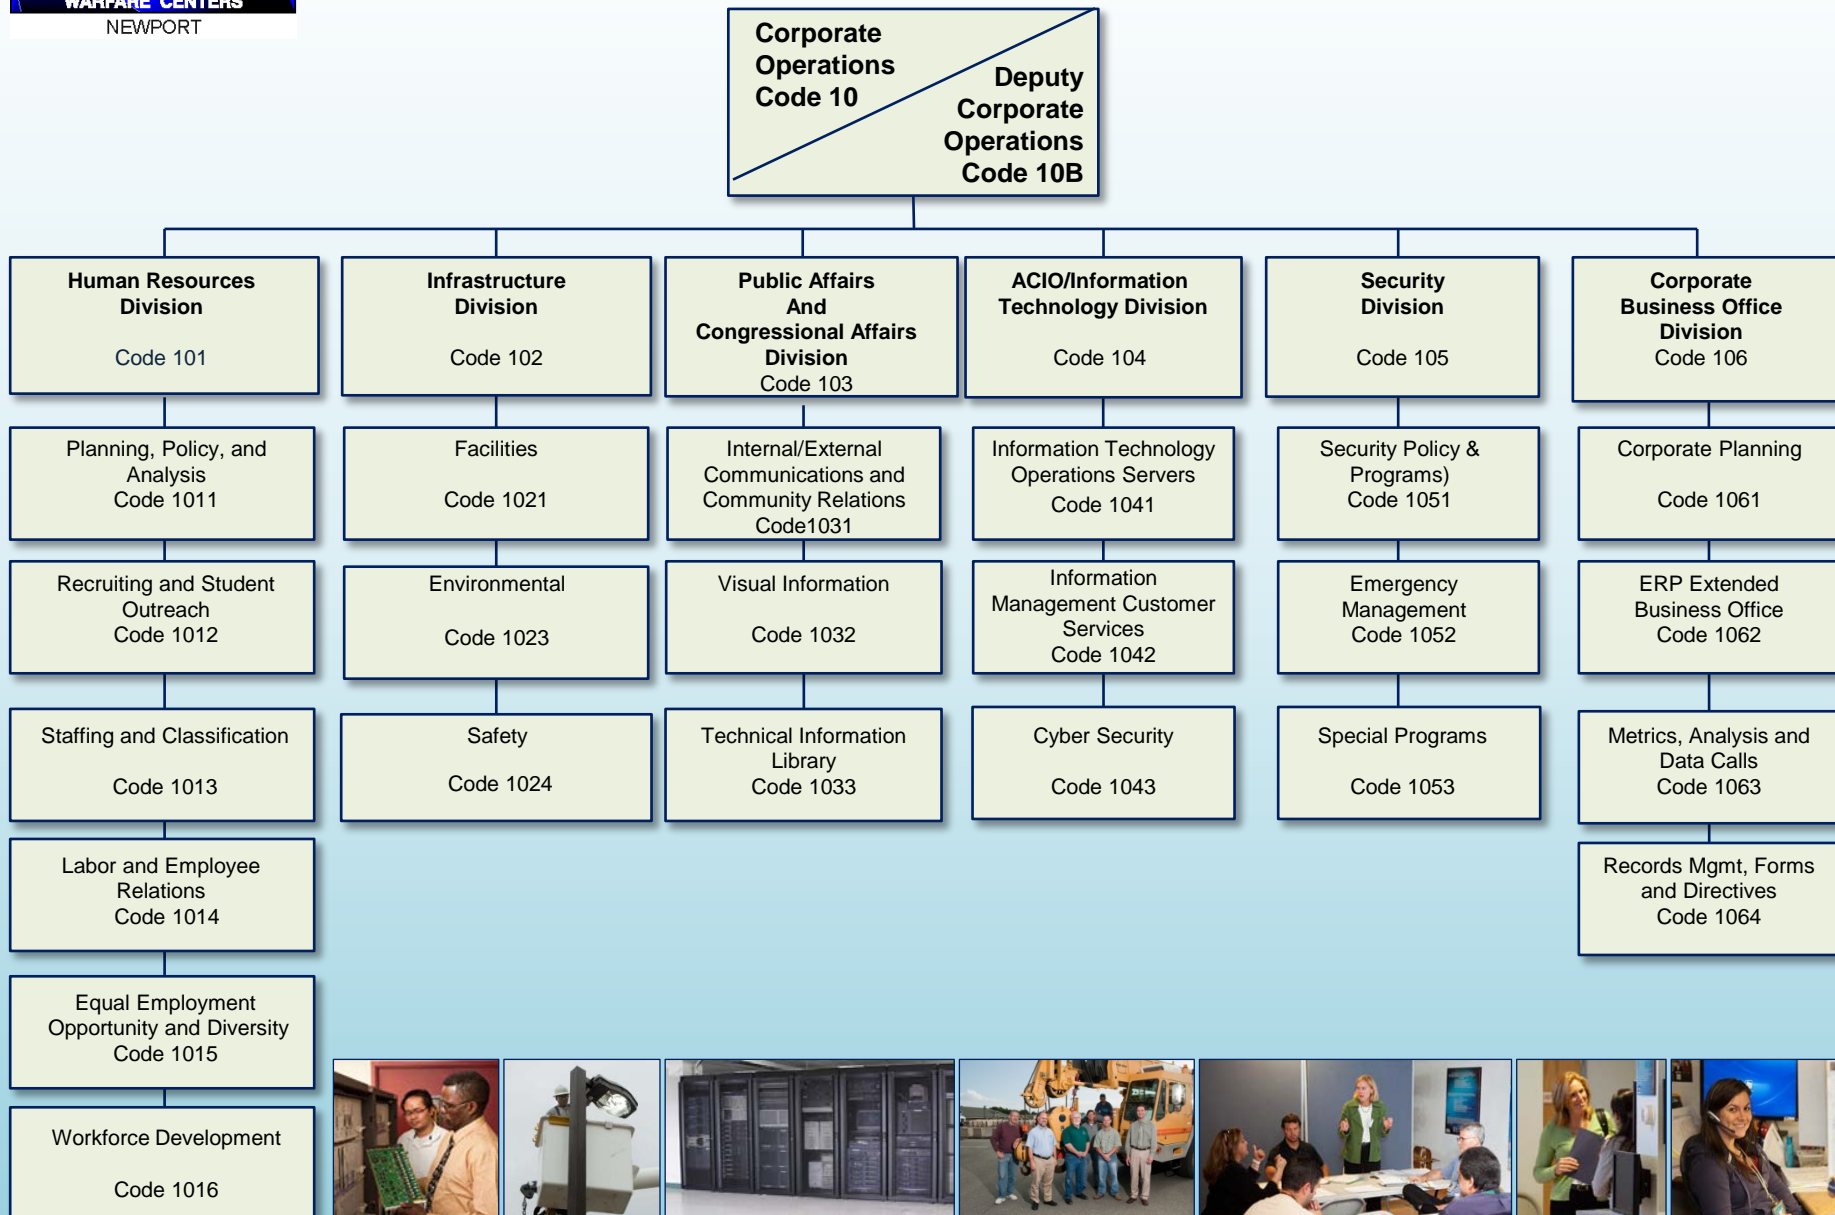 WARFARE CENTERS
NEWPORT
Corporate
Operations
Code 10
Deputy
Corporate
Operations
Code 10B
Human Resources
Division
Code 101
Infrastructure
Division
Code 102
Public Affairs
And
Congressional Affairs
Division
Code 103
ACIO/Information
Technology Division
Code 104
Security
Division
Code 105
Corporate
Business Office
Division
Code 106
Planning, Policy, and
Analysis
Code 1011
Facilities
Code 1021
Internal/External
Communications and
Community Relations
Code1031
Information Technology
Operations Servers
Code 1041
Security Policy &
Programs)
Code 1051
Corporate Planning
Code 1061
Recruiting and Student
Outreach
Code 1012
Environmental
Code 1023
Visual Information
Code 1032
Information
Management Customer
Services
Code 1042
Emergency
Management
Code 1052
ERP Extended
Business Office
Code 1062
Staffing and Classification
Code 1013
Safety
Code 1024
Technical Information
Library
Code 1033
Cyber Security
Code 1043
Special Programs
Code 1053
Metrics, Analysis and
Data Calls
Code 1063
Labor and Employee
Relations
Code 1014
Records Mgmt, Forms
and Directives
Code 1064
Equal Employment
Opportunity and Diversity
Code 1015
Workforce Development
Code 1016